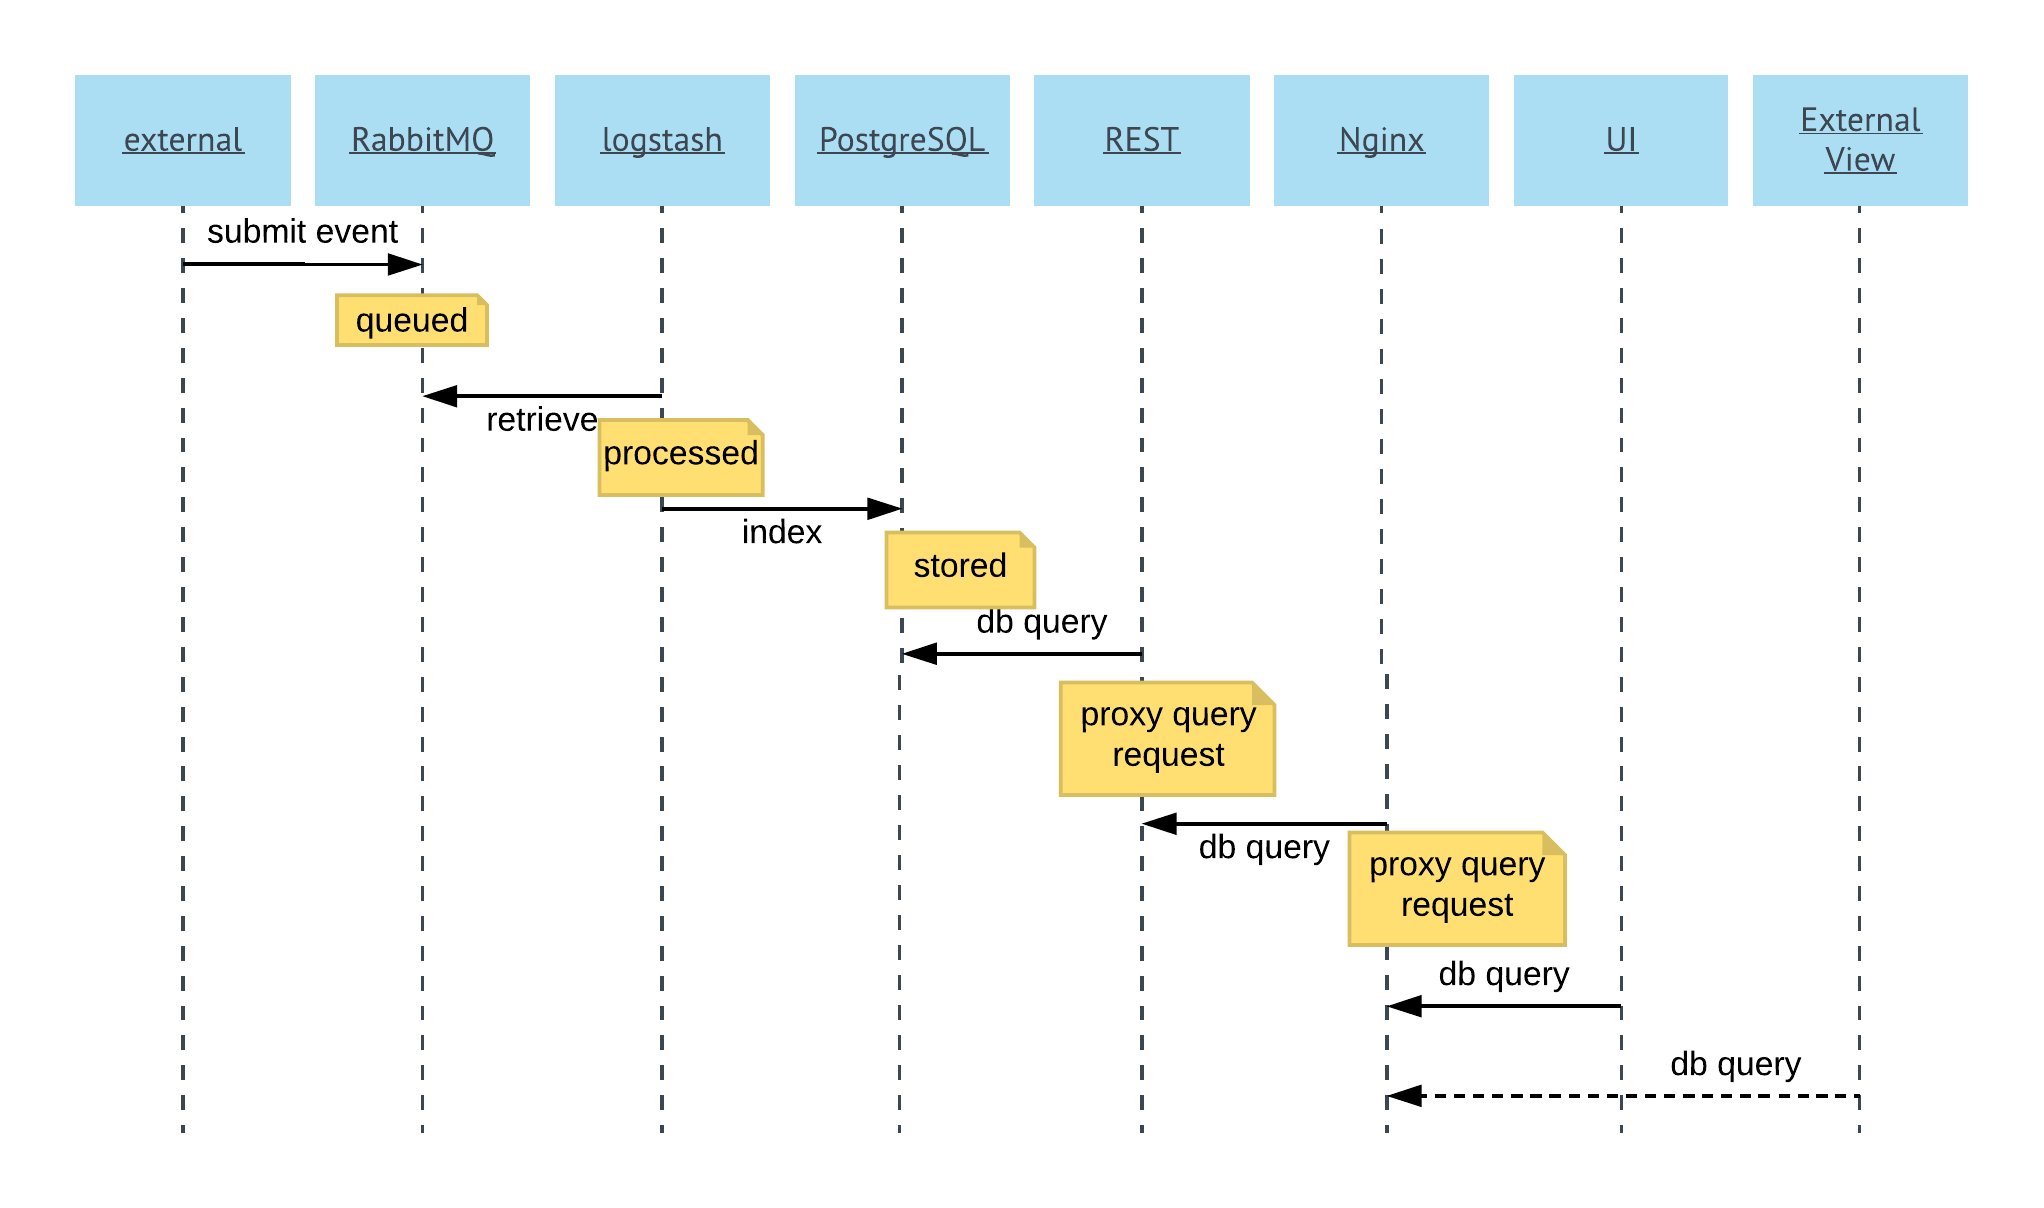 external
RabbitMQ
logstash
PostgreSQL
REST
Nginx
UI
External
View
submit event
queued
retrieve
processed
index
stored
db query
proxy query
request
db query
proxy query
request
db query
db query